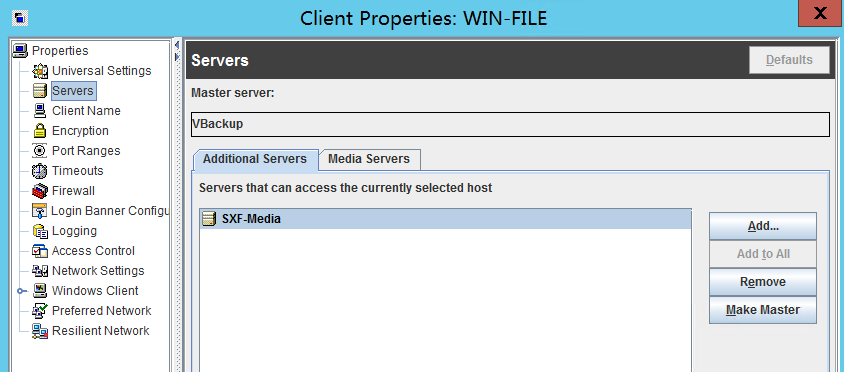 Client Properties: WIN-FILE
X
Properties
Universal Settings
Servers
Client Name
Encryption
Port Ranges
Timeouts
Firewall
Login Banner Configu
Logging
Access Control
Network Settings
Windows Client
Preferred Network
Resilient Network
Servers
Defaults
Master server:
VBackup
Additional Servers
Media Servers
Servers that can access the currently selected host
SXF-Media
Add...
Add to All
Remove
Make Master